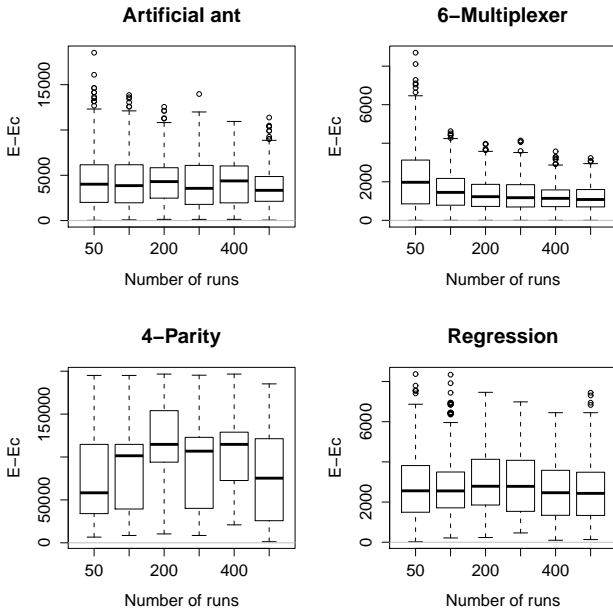 Artificial ant
E−Ec
0
5000
15000
50
200
400
Number of runs
6−Multiplexer
E−Ec
0
2000
6000
50
200
400
Number of runs
4−Parity
E−Ec
0
50000
150000
50
200
400
Number of runs
Regression
E−Ec
0
2000
6000
50
200
400
Number of runs